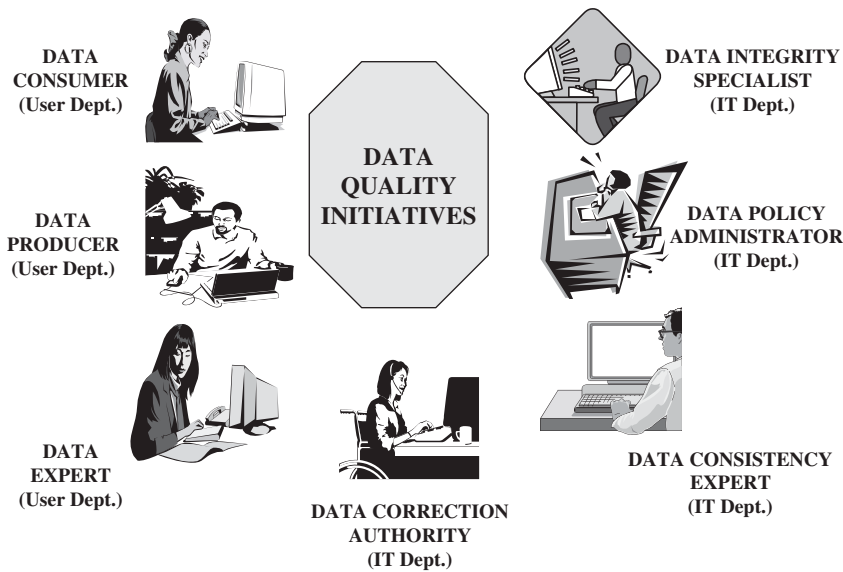 DATA
CONSUMER
(User Dept.)
DATA INTEGRITY
SPECIALIST
(IT Dept.)
DATA
QUALITY
INITIATIVES
DATA
PRODUCER
(User Dept.)
DATA POLICY
ADMINISTRATOR
(IT Dept.)
DATA
EXPERT
(User Dept.)
DATA CORRECTION
AUTHORITY
(IT Dept.)
DATA CONSISTENCY
EXPERT
(IT Dept.)